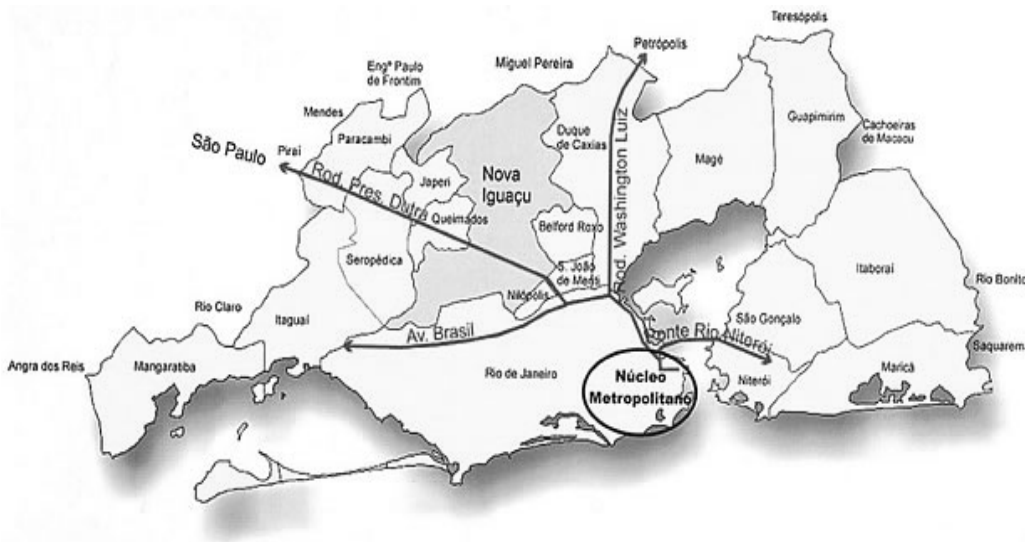 Teresópolis
Petrópolis
Engº Paulo
de Frontim
Miguel Pereira
Mendes
Paracambi
Guapimirim
Cachoeiras
de Macacu
São Paulo
Piraí
Duque
de Caxias
Rod. Washington Luiz
Magé
Japeri
Nova
Iguaçu
Rod. Pres. Dutra
Queimados
Belford Roxo
Seropédica
S. João
de Meriti
Itaboraí
Nilópolis
Rio Bonito
Rio Claro
Itaguaí
São Gonçalo
Av. Brasil
Ponte Rio Nitorói
Saquarema
Angra dos Reis
Mangaratiba
Rio de Janeiro
Núcleo
Metropolitano
Niterói
Maricá